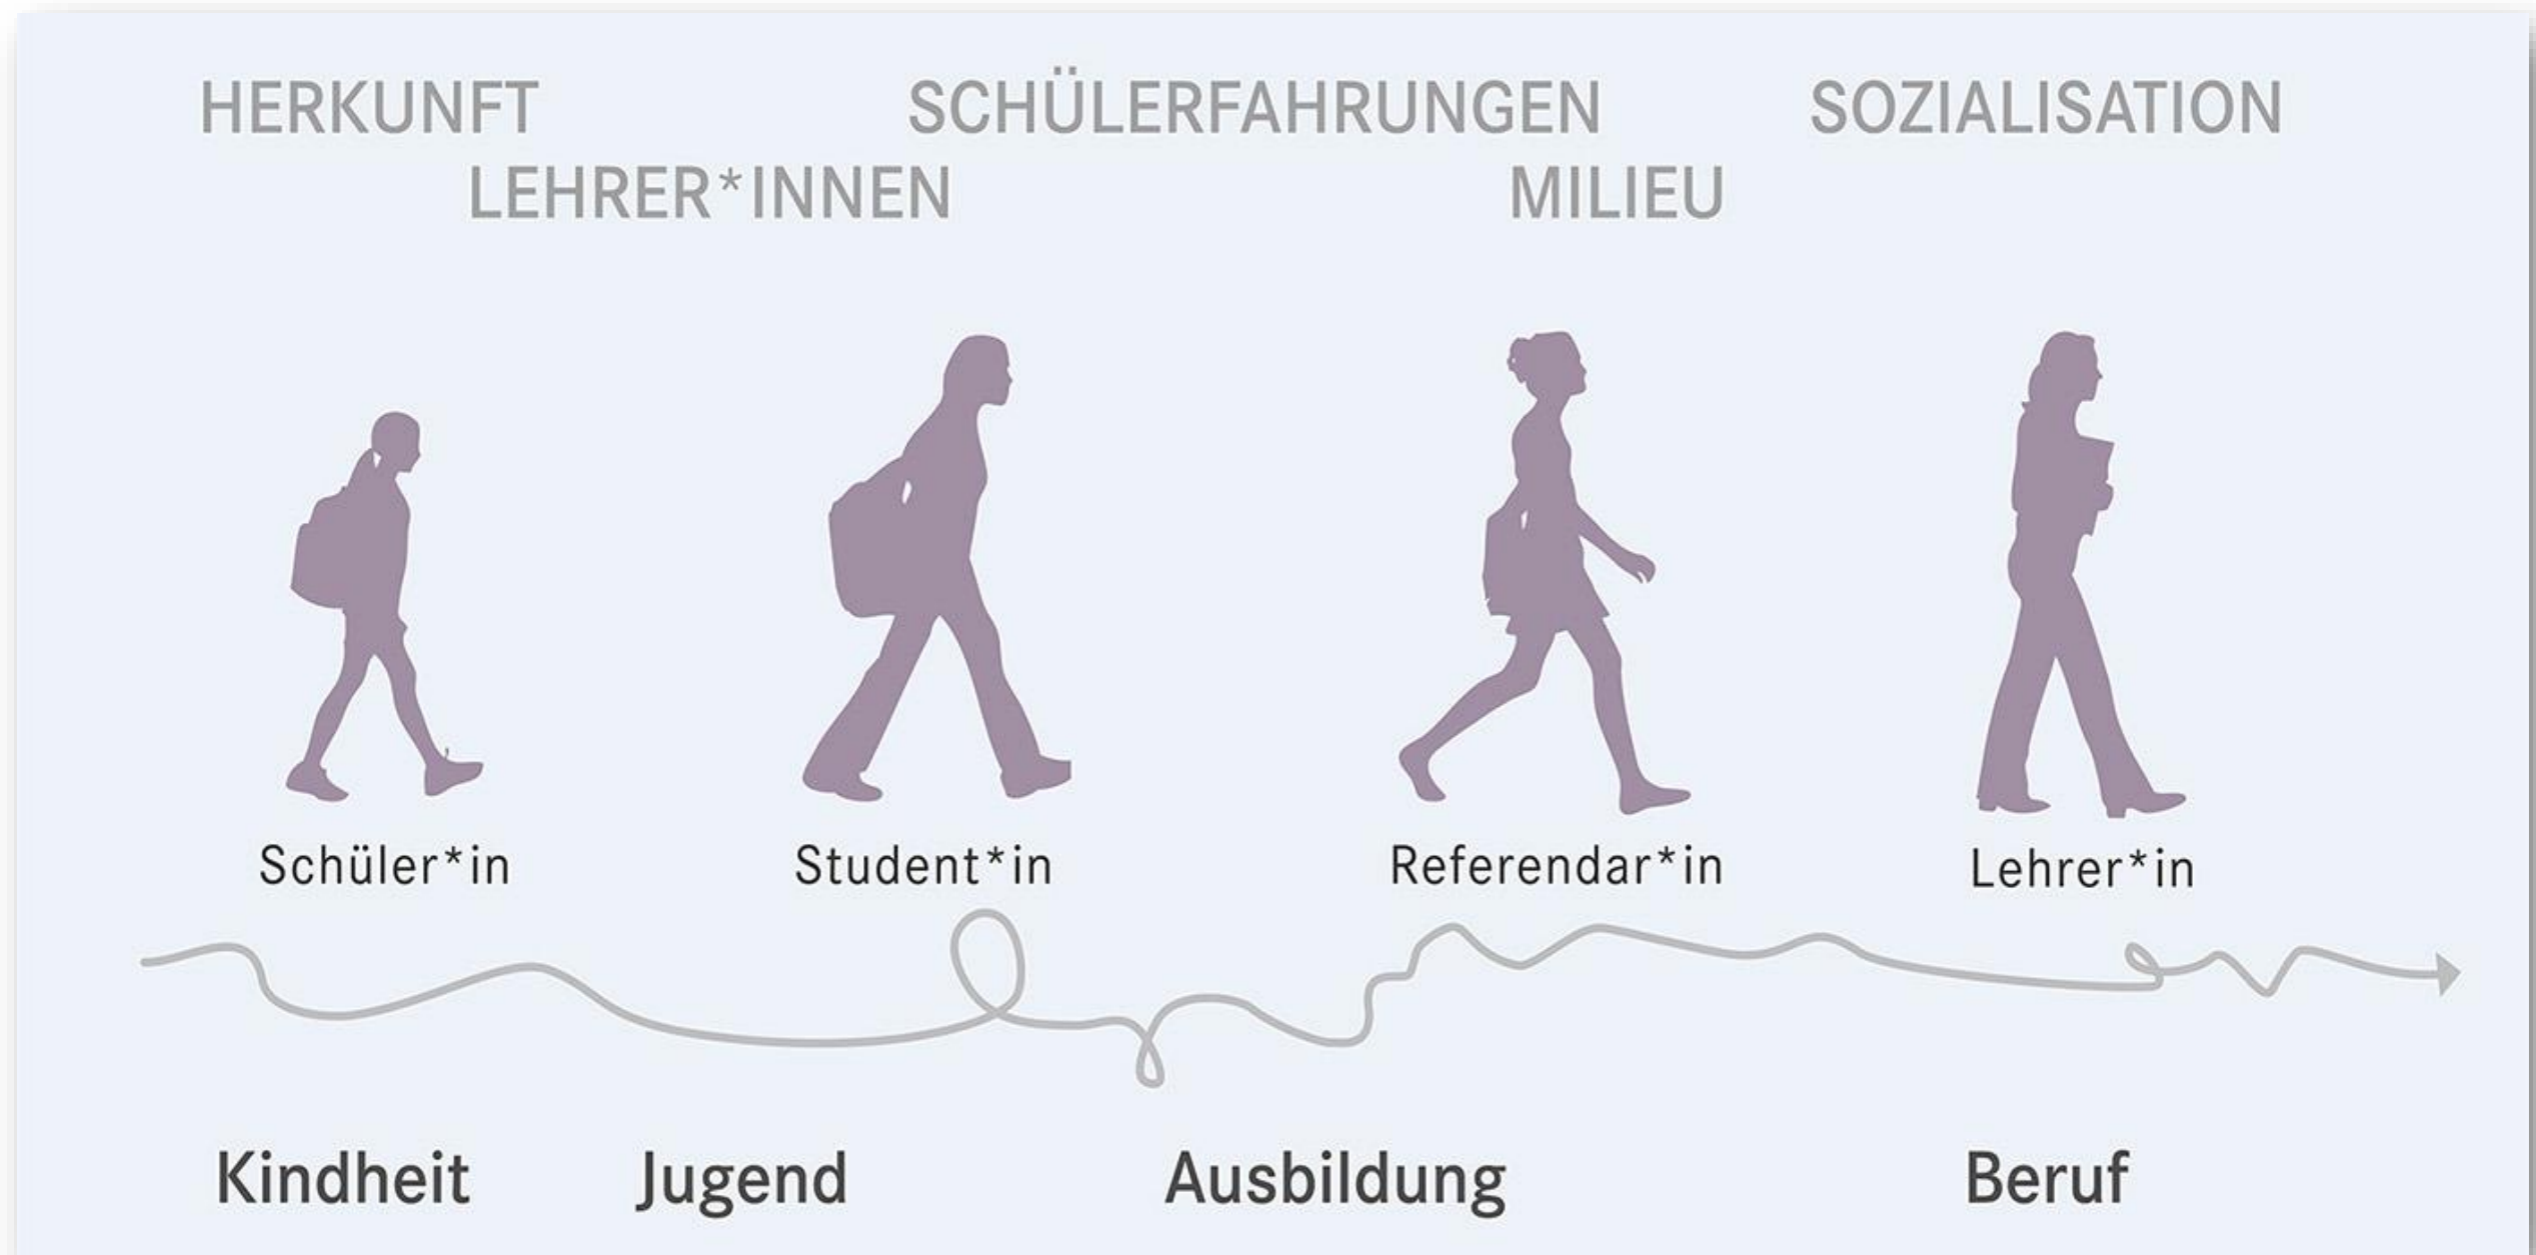 HERKUNFT SCHÜLERFAHRUNGEN SOZIALISATION
LEHRER*INNEN MILIEU
Schüler*in Student*in Referendar*in Lehrer*in
Kindheit Jugend Ausbildung Beruf